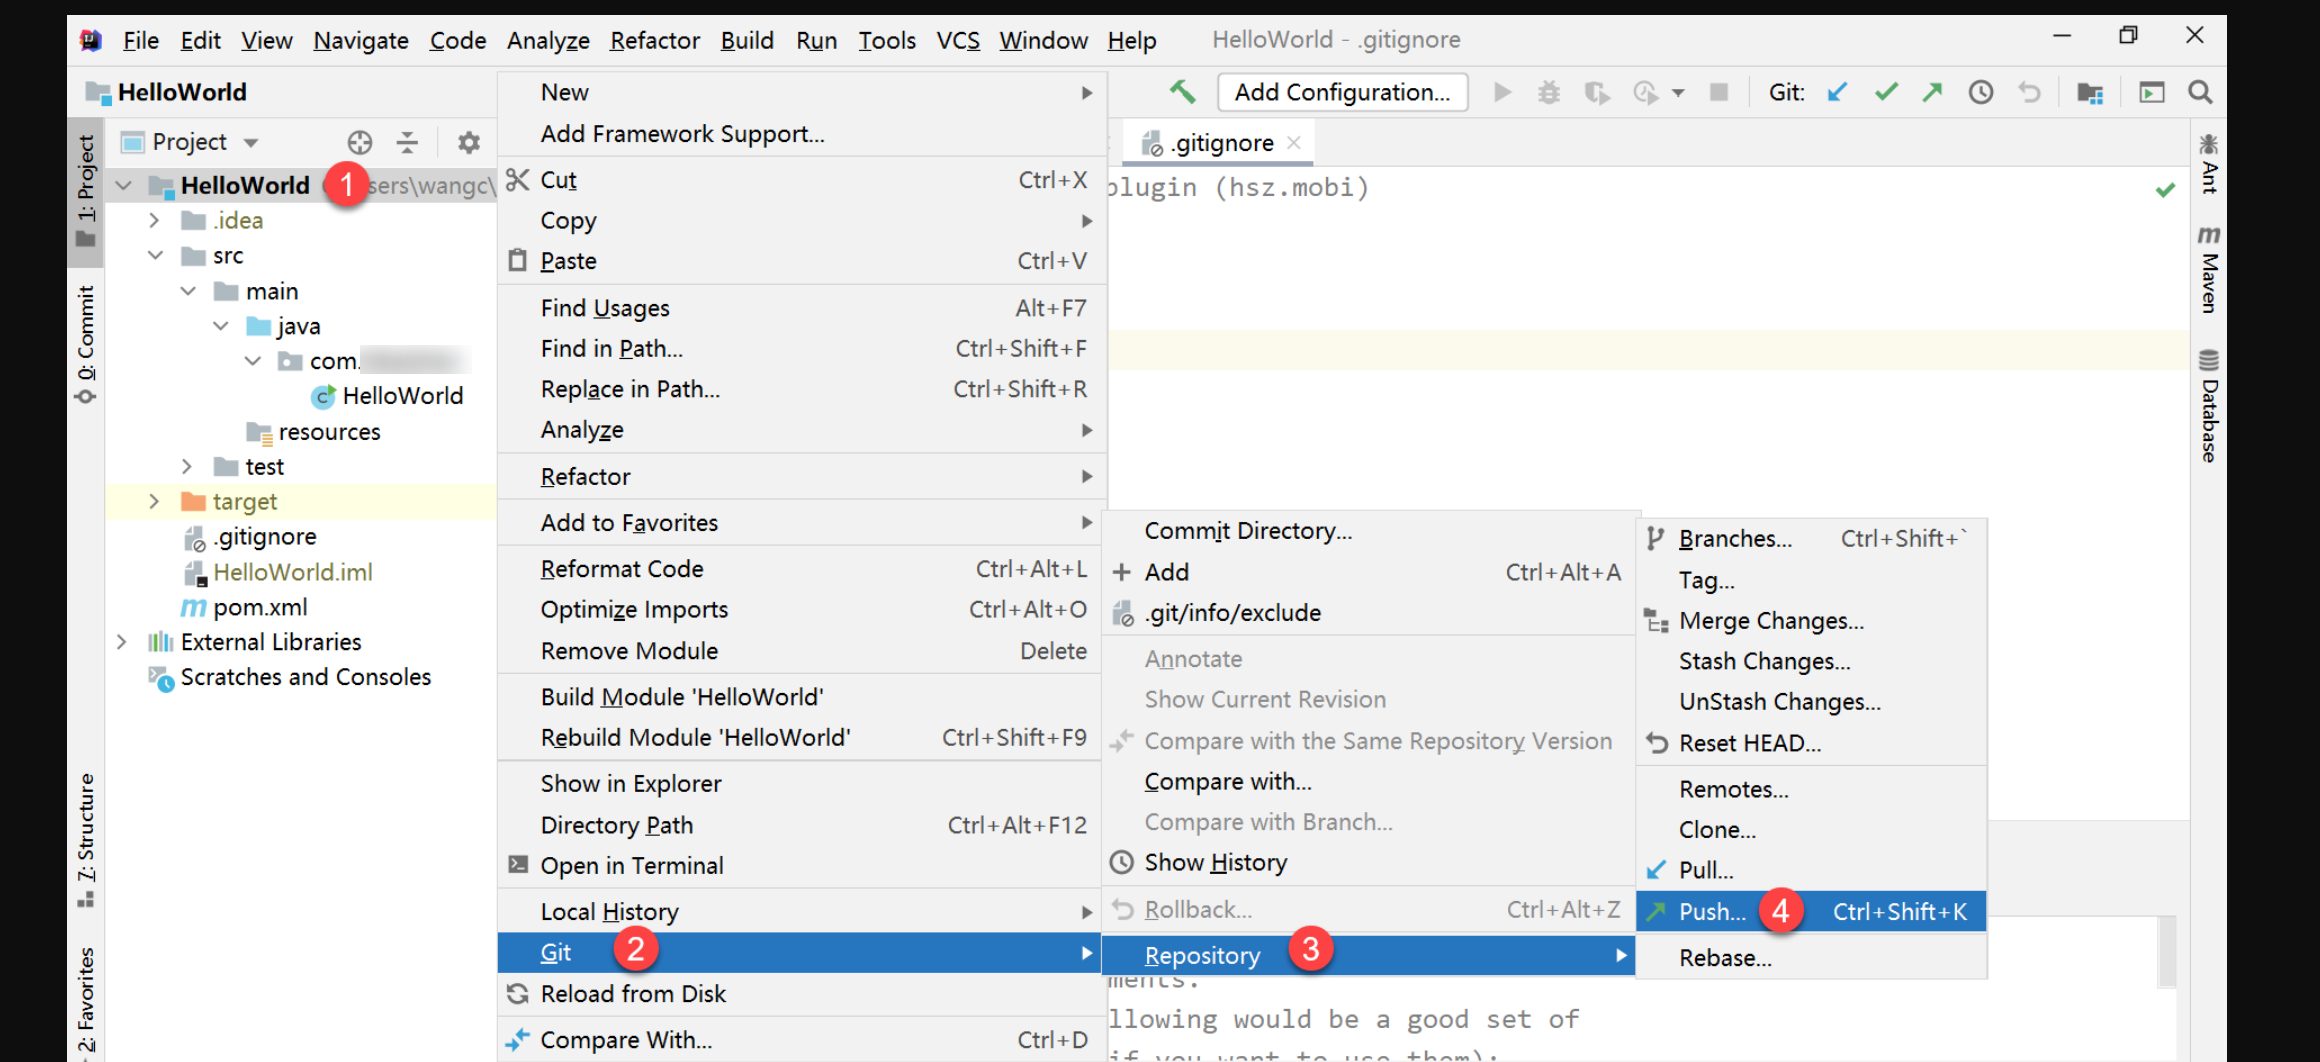 File Edit View Navigate Code Analyze Refactor Build Run Tools VCS Window Help HelloWorld - .gitignore
HelloWorld
Add Configuration...
Git:
1: Project
0: Commit
7: Structure
2: Favorites
Project
HelloWorld 1 sers\wangc\
.idea
src
main
java
com.
HelloWorld
resources
test
target
.gitignore
HelloWorld.iml
pom.xml
External Libraries
Scratches and Consoles
New
Add Framework Support...
Cut Ctrl+X
Copy
Paste Ctrl+V
Find Usages Alt+F7
Find in Path... Ctrl+Shift+F
Replace in Path... Ctrl+Shift+R
Analyze
Refactor
Add to Favorites
Reformat Code Ctrl+Alt+L
Optimize Imports Ctrl+Alt+O
Remove Module Delete
Build Module 'HelloWorld'
Rebuild Module 'HelloWorld' Ctrl+Shift+F9
Show in Explorer
Directory Path Ctrl+Alt+F12
Open in Terminal
Local History
Git 2
Reload from Disk
Compare With... Ctrl+D
.gitignore
plugin (hsz.mobi)
Commit Directory...
Add Ctrl+Alt+A
.git/info/exclude
Annotate
Show Current Revision
Compare with the Same Repository Version
Compare with...
Compare with Branch...
Show History
Rollback... Ctrl+Alt+Z
Repository 3
Branches... Ctrl+Shift+`
Tag...
Merge Changes...
Stash Changes...
UnStash Changes...
Reset HEAD...
Remotes...
Clone...
Pull...
Push... 4 Ctrl+Shift+K
Rebase...
ments.
llowing would be a good set of
if you want to use them):
Ant
Maven
Database